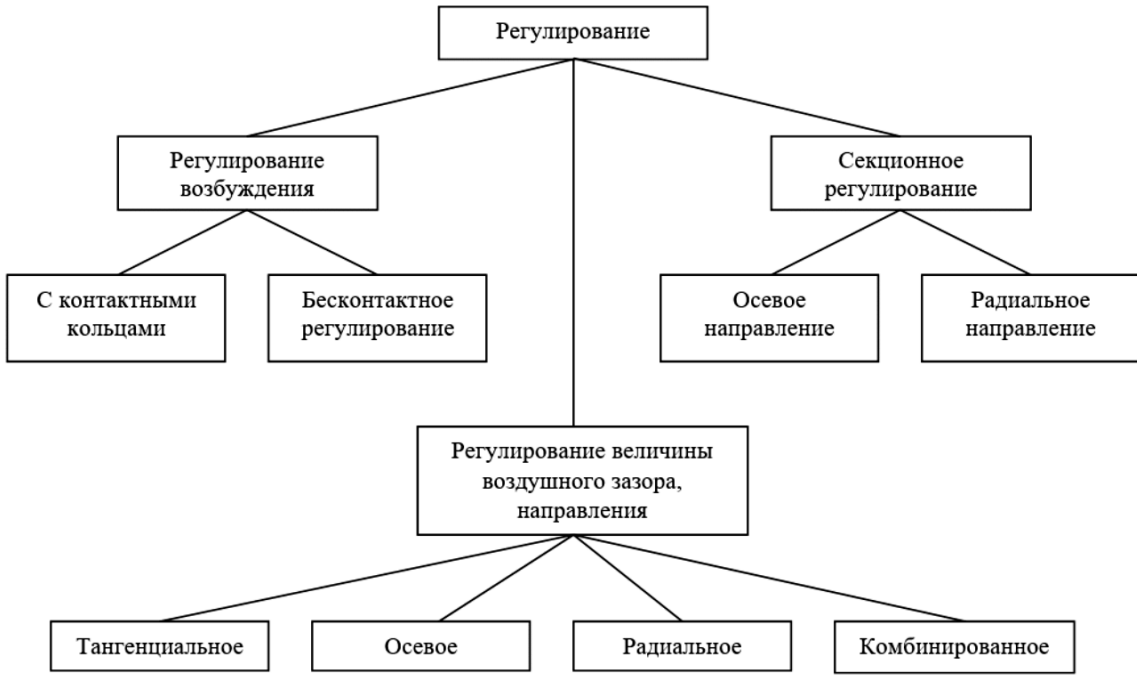 Регулирование
Регулирование
возбуждения
Секционное
регулирование
С контактными
кольцами
Бесконтактное
регулирование
Осевое
направление
Радиальное
направление
Регулирование величины
воздушного зазора,
направления
Тангенциальное
Осевое
Радиальное
Комбинированное